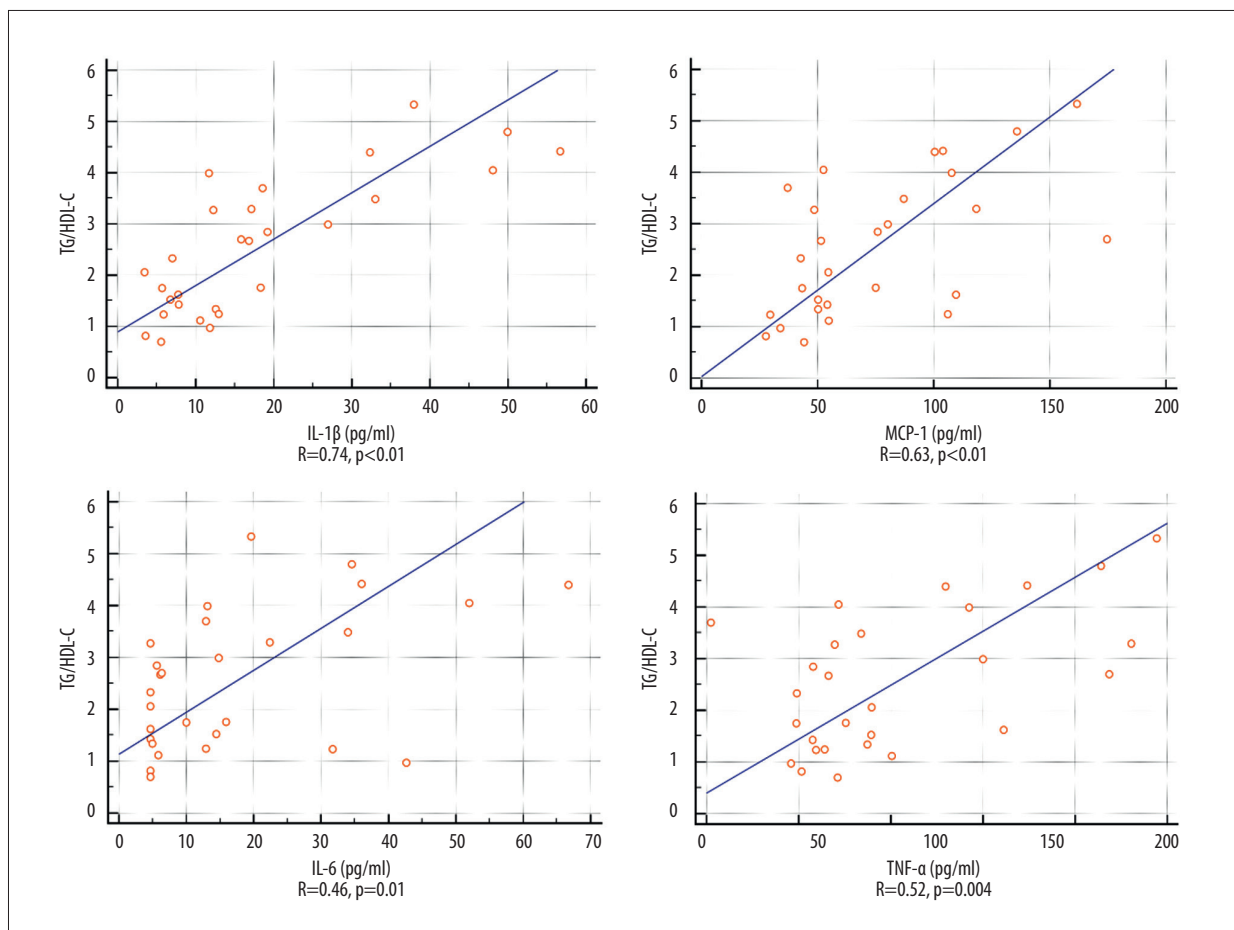 6
5
4
3
2
1
0
TG/HDL-C
0 10 20 30 40 50 60
IL-1β (pg/ml)
R=0.74, p<0.01
6
5
4
3
2
1
0
TG/HDL-C
0 50 100 150 200
MCP-1 (pg/ml)
R=0.63, p<0.01
6
5
4
3
2
1
0
TG/HDL-C
0 10 20 30 40 50 60 70
IL-6 (pg/ml)
R=0.46, p=0.01
6
5
4
3
2
1
0
TG/HDL-C
0 50 100 150 200
TNF-α (pg/ml)
R=0.52, p=0.004